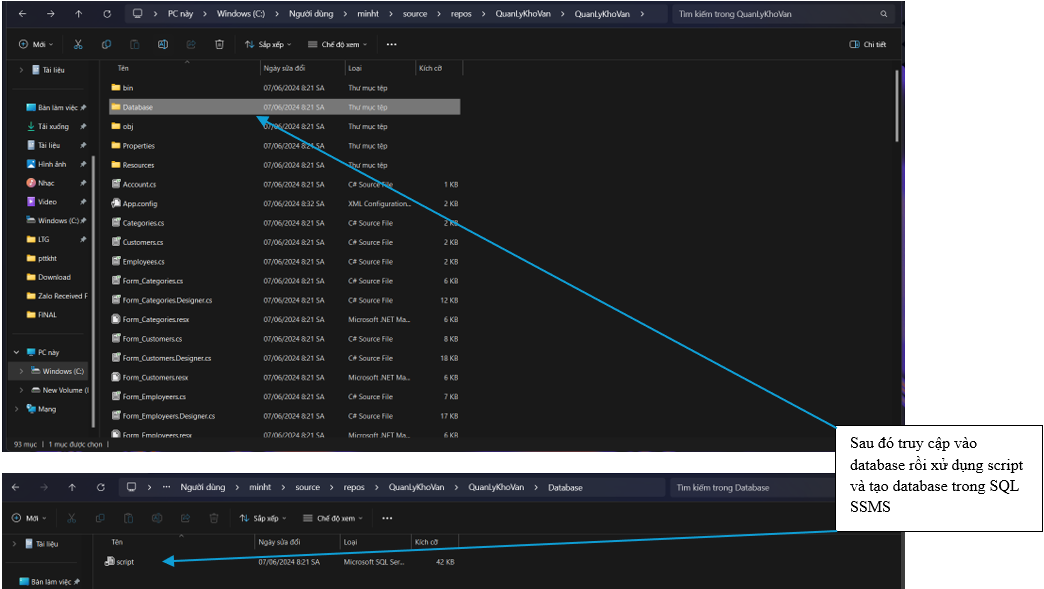 PC này > Windows (C:) > Người dùng > minht > source > repos > QuanLyKhoVan > QuanLyKhoVan >
Tìm kiếm trong QuanLyKhoVan
Mới
Sắp xếp
Chế độ xem
Chi tiết
Tài liệu
Bàn làm việc
Tải xuống
Tài liệu
Hình ảnh
Nhạc
Video
Windows (C:)
LTG
pttkht
Download
Zalo Received F
FINAL
PC này
Windows (C:)
New Volume (
Mạng
Tên Ngày sửa đổi Loại Kích cỡ
bin 07/06/2024 8:21 SA Thư mục tệp
Database 07/06/2024 8:21 SA Thư mục tệp
obj 07/06/2024 8:21 SA Thư mục tệp
Properties 07/06/2024 8:21 SA Thư mục tệp
Resources 07/06/2024 8:21 SA Thư mục tệp
Account.cs 07/06/2024 8:21 SA C# Source File 1 KB
App.config 07/06/2024 8:32 SA XML Configuration... 2 KB
Categories.cs 07/06/2024 8:21 SA C# Source File 2 KB
Customers.cs 07/06/2024 8:21 SA C# Source File 2 KB
Employees.cs 07/06/2024 8:21 SA C# Source File 2 KB
Form_Categories.cs 07/06/2024 8:21 SA C# Source File 6 KB
Form_Categories.Designer.cs 07/06/2024 8:21 SA C# Source File 12 KB
Form_Categories.resx 07/06/2024 8:21 SA Microsoft .NET Ma... 6 KB
Form_Customers.cs 07/06/2024 8:21 SA C# Source File 8 KB
Form_Customers.Designer.cs 07/06/2024 8:21 SA C# Source File 18 KB
Form_Customers.resx 07/06/2024 8:21 SA Microsoft .NET Ma... 6 KB
Form_Employees.cs 07/06/2024 8:21 SA C# Source File 7 KB
Form_Employees.Designer.cs 07/06/2024 8:21 SA C# Source File 17 KB
Form_Employees.resx 07/06/2024 8:21 SA Microsoft .NET Ma... 6 KB
93 mục | 1 mục được chọn |
Sau đó truy cập vào
database rồi xử dụng script
và tạo database trong SQL
SSMS
> ··· Người dùng > minht > source > repos > QuanLyKhoVan > QuanLyKhoVan > Database
Tìm kiếm trong Database
Mới
Sắp xếp
Chế độ xem
Tài liệu
Bàn làm việc
Tên Ngày sửa đổi Loại Kích cỡ
script 07/06/2024 8:21 SA Microsoft SQL Ser... 42 KB